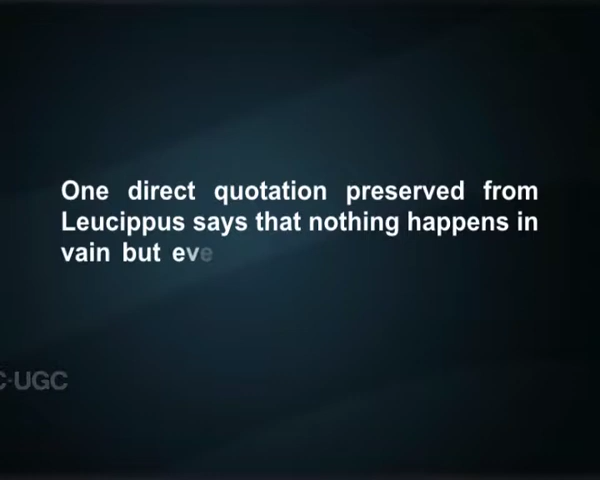 One direct quotation preserved from
Leucippus says that nothing happens in
vain but eve
C-UGC